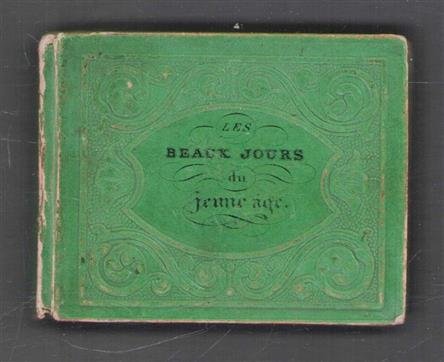 LES
BEAUX JOURS
du
jeune âge.